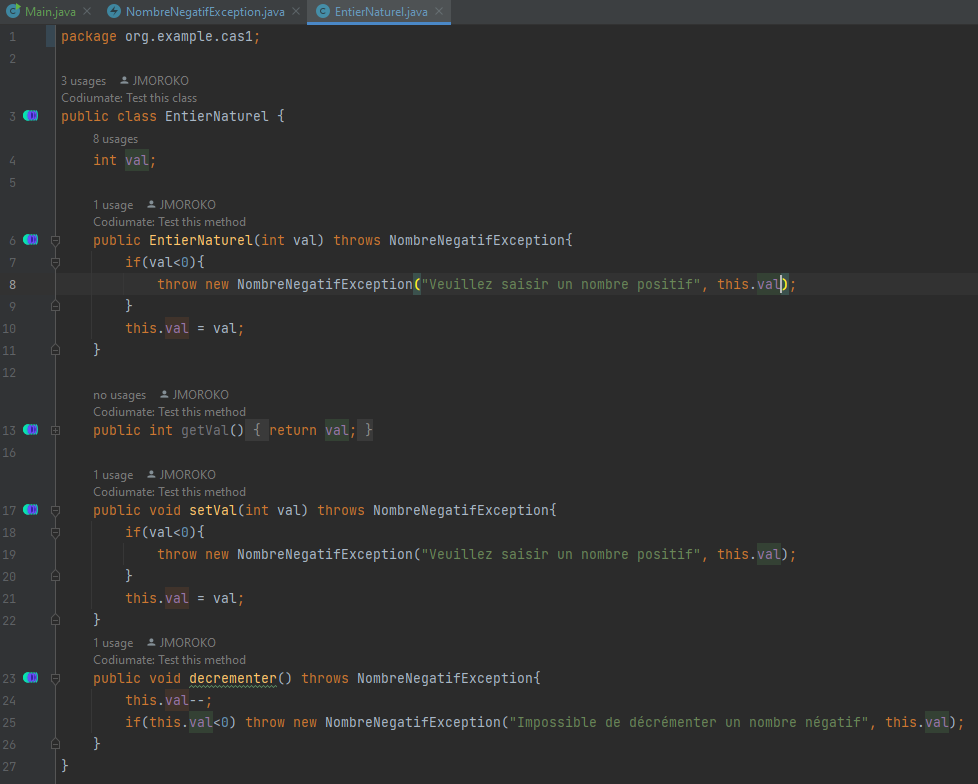 Main.java × NombreNegatifException.java × EntierNaturel.java ×
1 package org.example.cas1;
2
3 usages JMOROKO
Codiumate: Test this class
3 public class EntierNaturel {
8 usages
4 int val;
5
1 usage JMOROKO
Codiumate: Test this method
6 public EntierNaturel(int val) throws NombreNegatifException{
7 if(val<0){
8 throw new NombreNegatifException("Veuillez saisir un nombre positif", this.val);
9 }
10 this.val = val;
11 }
12
no usages JMOROKO
Codiumate: Test this method
13 public int getVal() { return val; }
16
1 usage JMOROKO
Codiumate: Test this method
17 public void setVal(int val) throws NombreNegatifException{
18 if(val<0){
19 throw new NombreNegatifException("Veuillez saisir un nombre positif", this.val);
20 }
21 this.val = val;
22 }
1 usage JMOROKO
Codiumate: Test this method
23 public void decrementer() throws NombreNegatifException{
24 this.val--;
25 if(this.val<0) throw new NombreNegatifException("Impossible de décrémenter un nombre négatif", this.val);
26 }
27 }